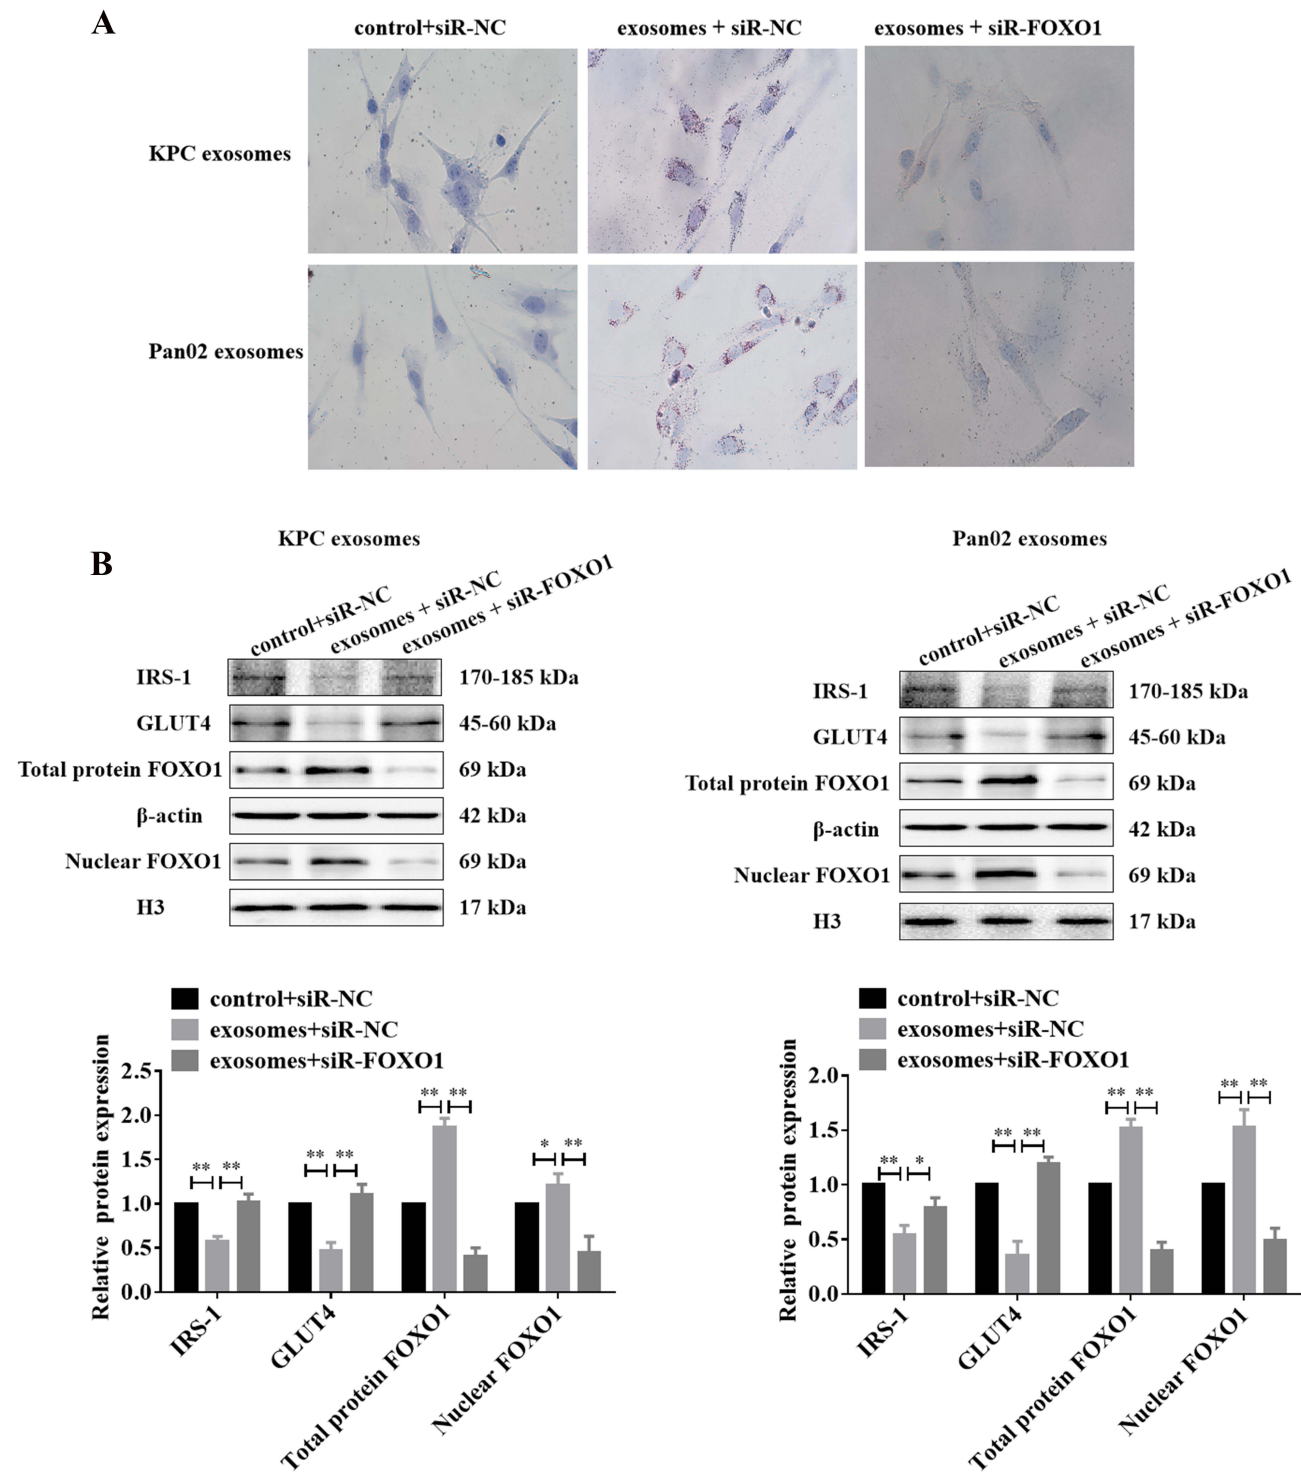 A
control+siR-NC
exosomes + siR-NC
exosomes + siR-FOXO1
KPC exosomes
Pan02 exosomes
B
KPC exosomes
control+siR-NC
exosomes + siR-NC
exosomes + siR-FOXO1
IRS-1 170-185 kDa
GLUT4 45-60 kDa
Total protein FOXO1 69 kDa
β-actin 42 kDa
Nuclear FOXO1 69 kDa
H3 17 kDa
Pan02 exosomes
control+siR-NC
exosomes + siR-NC
exosomes + siR-FOXO1
IRS-1 170-185 kDa
GLUT4 45-60 kDa
Total protein FOXO1 69 kDa
β-actin 42 kDa
Nuclear FOXO1 69 kDa
H3 17 kDa
control+siR-NC
exosomes+siR-NC
exosomes+siR-FOXO1
Relative protein expression
2.5
2.0
1.5
1.0
0.5
0.0
** ** ** ** ** ** * **
IRS-1
GLUT4
Total protein FOXO1
Nuclear FOXO1
control+siR-NC
exosomes+siR-NC
exosomes+siR-FOXO1
Relative protein expression
2.0
1.5
1.0
0.5
0.0
** * ** ** ** ** ** **
IRS-1
GLUT4
Total protein FOXO1
Nuclear FOXO1